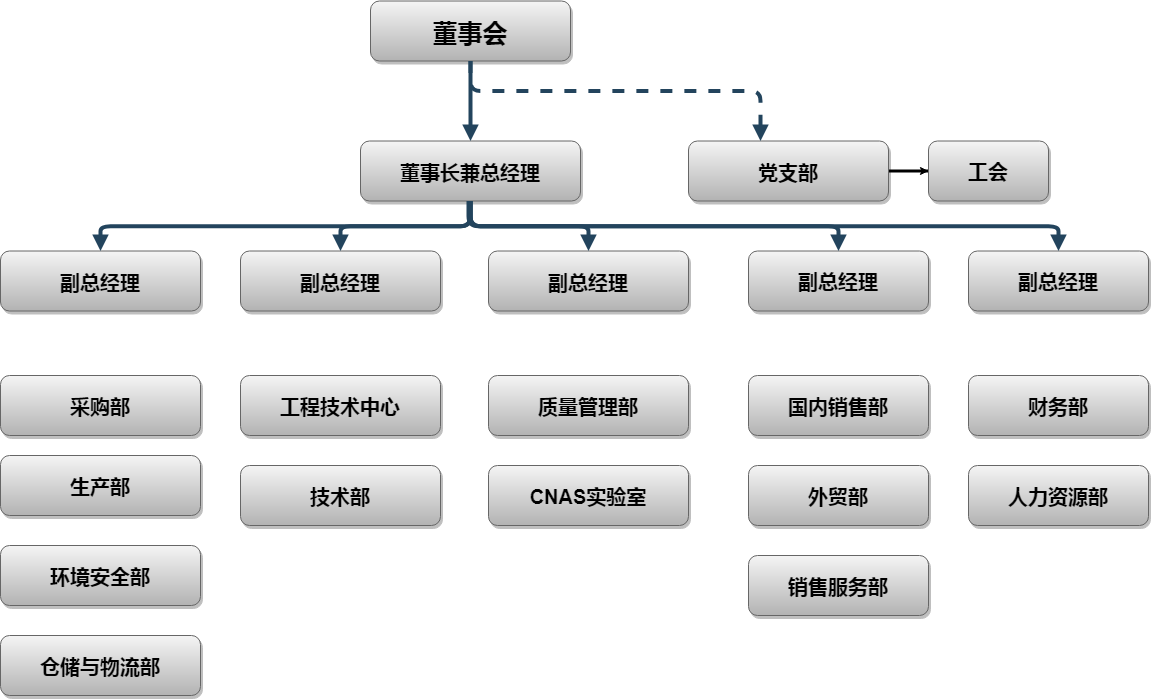 董事会
董事长兼总经理
党支部
工会
副总经理
副总经理
副总经理
副总经理
副总经理
采购部
工程技术中心
质量管理部
国内销售部
财务部
生产部
技术部
CNAS实验室
外贸部
人力资源部
环境安全部
销售服务部
仓储与物流部